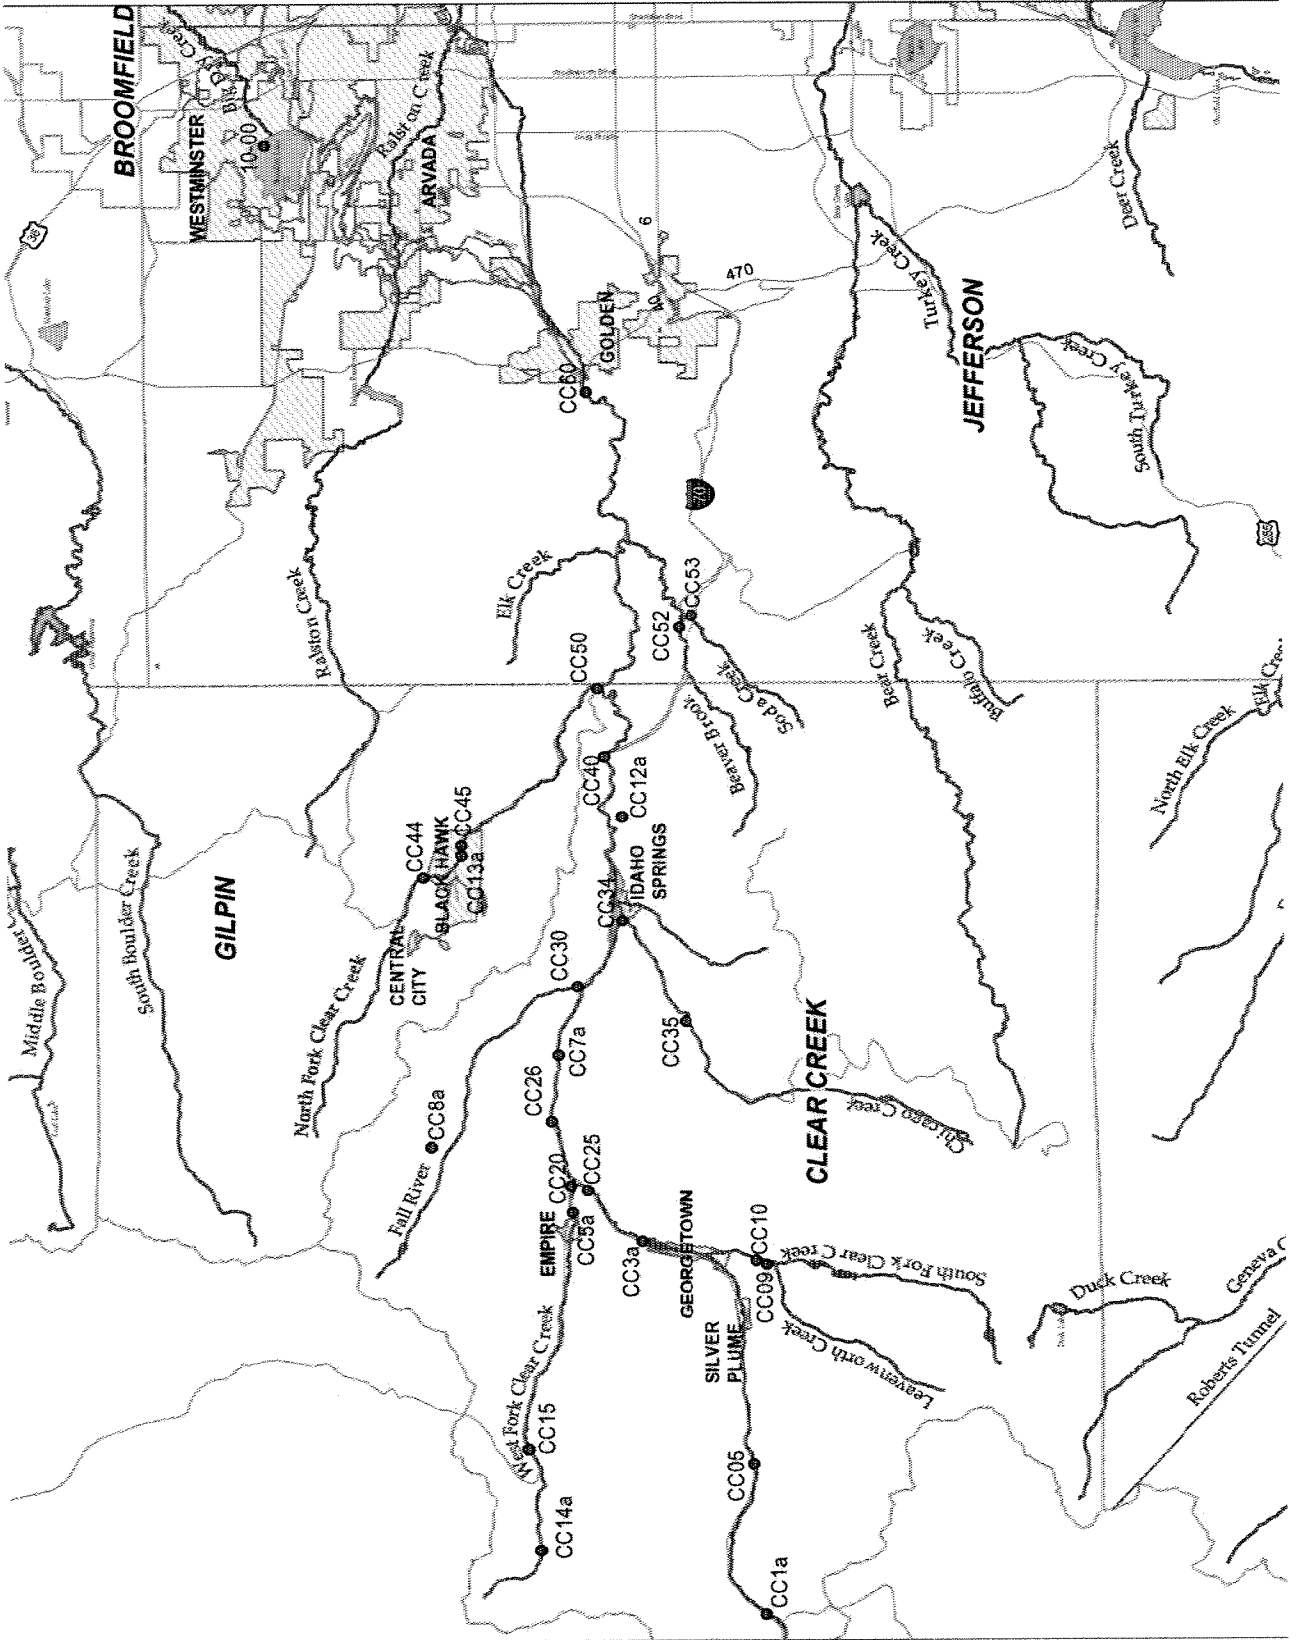 BROOMFIELD
WESTMINSTER
Big Dry Creek
10-00
36
Ralston Creek
ARVADA
6
40
470
GOLDEN
CC60
70
Turkey Creek
JEFFERSON
Deer Creek
South Turkey Creek
285
Elk Creek
Ralston Creek
CC53
CC52
CC50
Soda Creek
Beaver Brook
Bear Creek
Buffalo Creek
North Elk Creek
CC40
CC12a
CC45
CC44
BLACK HAWK
CC13a
CC34
IDAHO
SPRINGS
GILPIN
South Boulder Creek
Middle Boulder
CENTRAL
CITY
North Fork Clear Creek
CC30
CC35
CC7a
CC26
CC8a
Fall River
CLEAR CREEK
Chicago Creek
CC20
CC25
EMPIRE
CC5a
CC3a
GEORGETOWN
CC10
CC09
South Fork Clear Creek
SILVER
PLUME
Leavenworth Creek
Duck Creek
Geneva C
Roberts Tunnel
West Fork Clear Creek
CC15
CC14a
CC05
CC1a